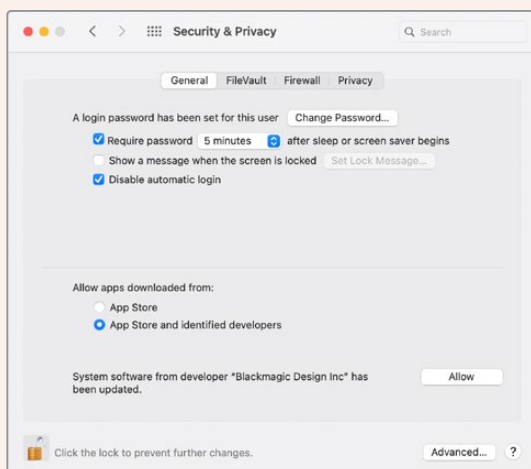 Security & Privacy
Search
General FileVault Firewall Privacy
A login password has been set for this user Change Password...
Require password 5 minutes after sleep or screen saver begins
Show a message when the screen is locked Set Lock Message...
Disable automatic login
Allow apps downloaded from:
App Store
App Store and identified developers
System software from developer "Blackmagic Design Inc" has Allow
been updated.
Click the lock to prevent further changes. Advanced... ?